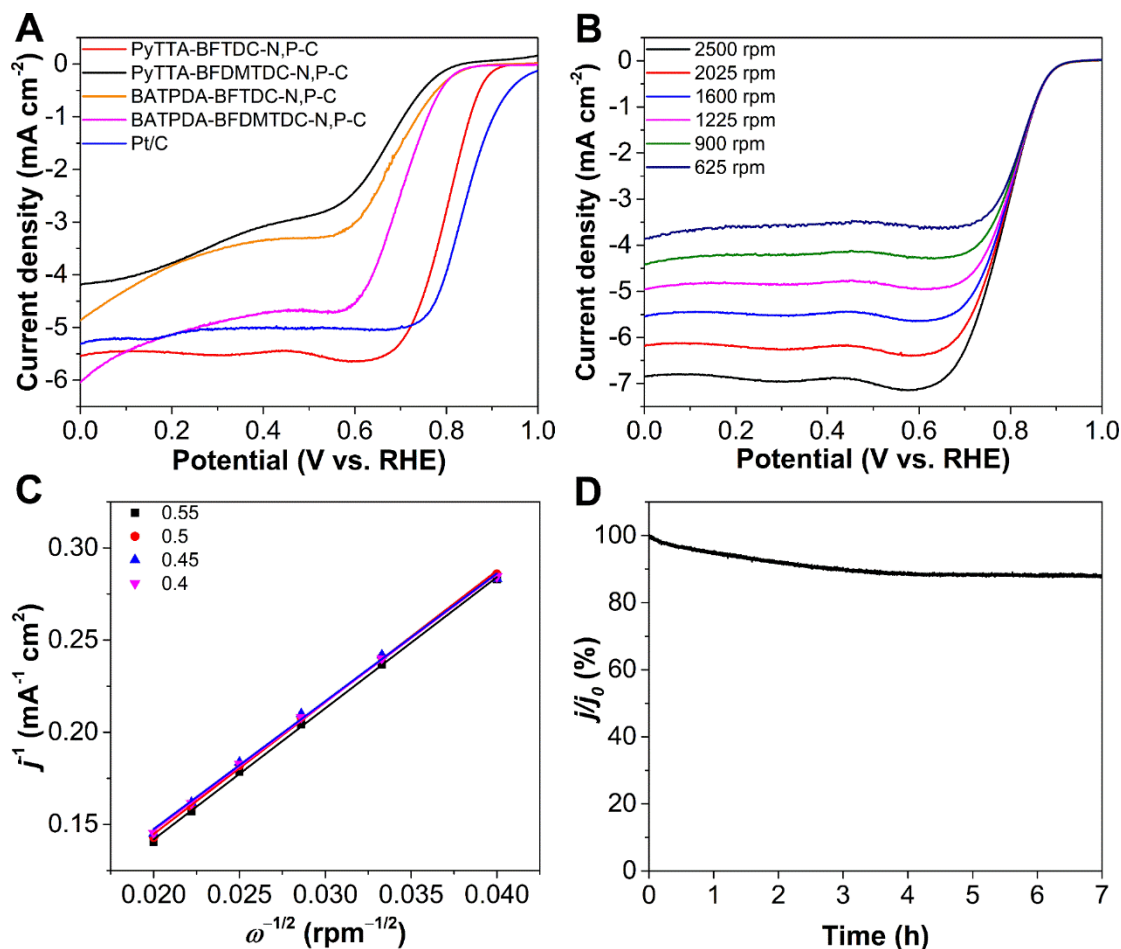 A
PyTTA-BFTDC-N,P-C
PyTTA-BFDMTDC-N,P-C
BATPDA-BFTDC-N,P-C
BATPDA-BFDMTDC-N,P-C
Pt/C
0
-1
-2
-3
-4
-5
-6
Current density (mA cm⁻²)
0.0 0.2 0.4 0.6 0.8 1.0
Potential (V vs. RHE)
B
2500 rpm
2025 rpm
1600 rpm
1225 rpm
900 rpm
625 rpm
0
-1
-2
-3
-4
-5
-6
-7
Current density (mA cm⁻²)
0.0 0.2 0.4 0.6 0.8 1.0
Potential (V vs. RHE)
C
0.55
0.5
0.45
0.4
0.30
0.25
0.20
0.15
j⁻¹ (mA⁻¹ cm²)
0.020 0.025 0.030 0.035 0.040
ω⁻¹/² (rpm⁻¹/²)
D
100
80
60
40
20
0
j/j₀ (%)
0 1 2 3 4 5 6 7
Time (h)